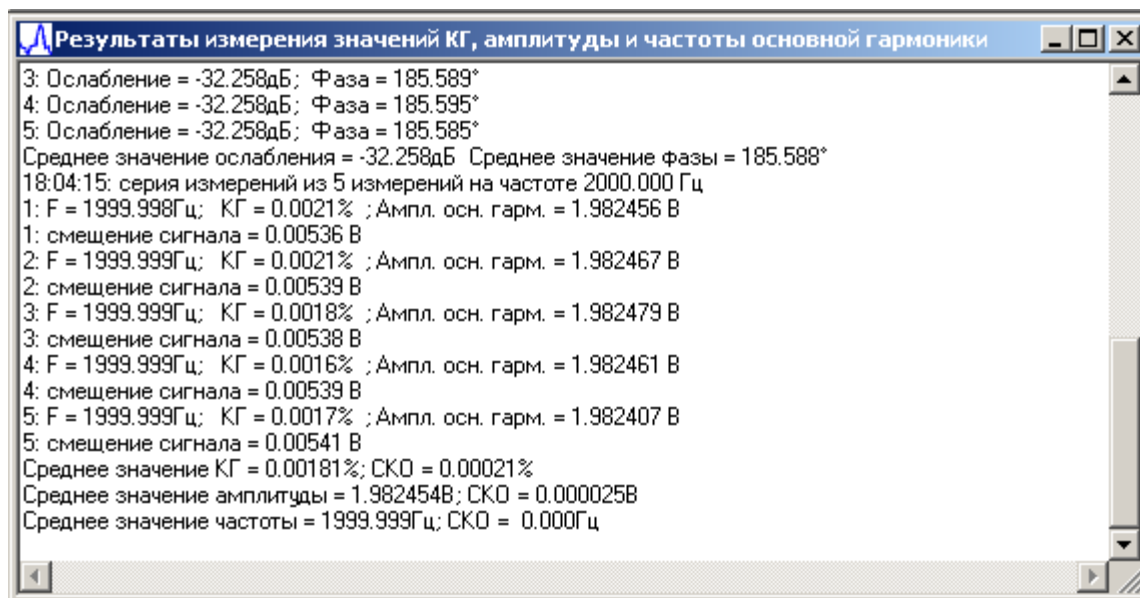 Результаты измерения значений КГ, амплитуды и частоты основной гармоники
3: Ослабление = -32.258дБ;  Фаза = 185.589°
4: Ослабление = -32.258дБ;  Фаза = 185.595°
5: Ослабление = -32.258дБ;  Фаза = 185.585°
Среднее значение ослабления = -32.258дБ  Среднее значение фазы = 185.588°
18:04:15: серия измерений из 5 измерений на частоте 2000.000 Гц
1: F = 1999.998Гц;   КГ = 0.0021%  ; Ампл. осн. гарм. = 1.982456 В
1: смещение сигнала = 0.00536 В
2: F = 1999.999Гц;   КГ = 0.0021%  ; Ампл. осн. гарм. = 1.982467 В
2: смещение сигнала = 0.00539 В
3: F = 1999.999Гц;   КГ = 0.0018%  ; Ампл. осн. гарм. = 1.982479 В
3: смещение сигнала = 0.00538 В
4: F = 1999.999Гц;   КГ = 0.0016%  ; Ампл. осн. гарм. = 1.982461 В
4: смещение сигнала = 0.00539 В
5: F = 1999.999Гц;   КГ = 0.0017%  ; Ампл. осн. гарм. = 1.982407 В
5: смещение сигнала = 0.00541 В
Среднее значение КГ = 0.00181%; СКО = 0.00021%
Среднее значение амплитуды = 1.982454В; СКО = 0.000025В
Среднее значение частоты = 1999.999Гц; СКО =  0.000Гц